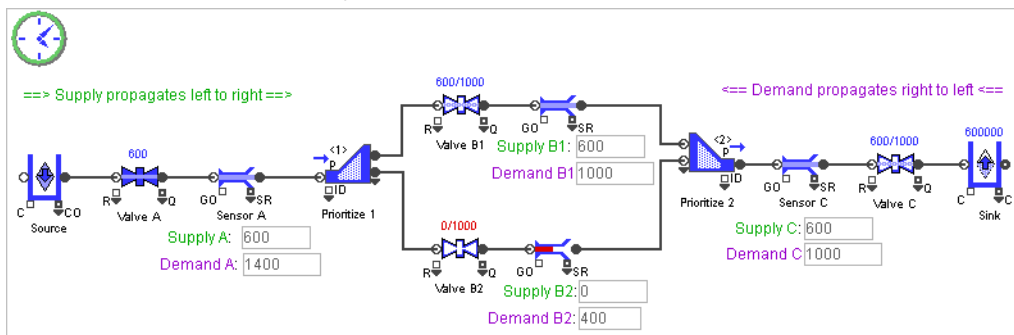 ==> Supply propagates left to right ==>
<== Demand propagates right to left <==
600/1000
R
Q
Valve B1
GO
SR
Supply B1: 600
Demand B1 1000
C
CO
Source
600
R
Q
Valve A
GO
SR
Sensor A
Supply A: 600
Demand A: 1400
<1>
P
ID
Prioritize 1
0/1000
R
Q
Valve B2
GO
SR
Supply B2: 0
Demand B2: 400
<2>
P
ID
Prioritize 2
GO
SR
Sensor C
Supply C: 600
Demand C 1000
600/1000
R
Q
Valve C
600000
C
C
Sink